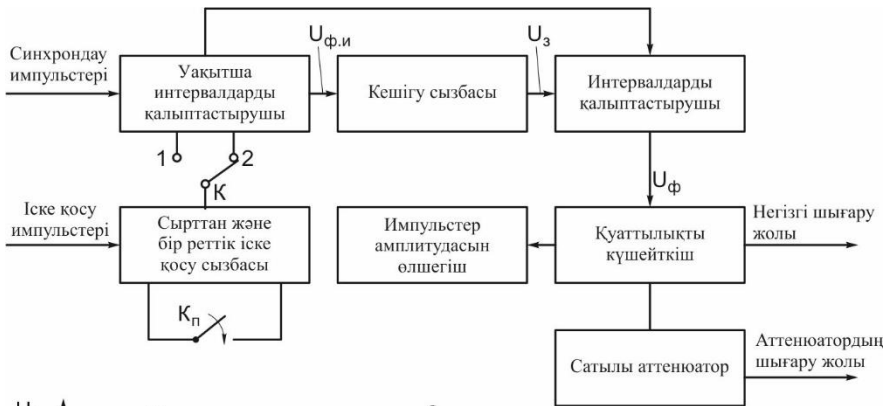 Синхрондау
импульстері
Уақытша
интервалдарды
қалыптастырушы
Uф.и
Кешігу сызбасы
Uз
Интервалдарды
қалыптастырушы
1
2
К
Uф
Іске қосу
импульстері
Сырттан және
бір реттік іске
қосу сызбасы
Импульстер
амплитудасын
өлшегіш
Қуаттылықты
күшейткіш
Негізгі шығару
жолы
Кп
Сатылы аттенюатор
Аттенюатордың
шығару жолы